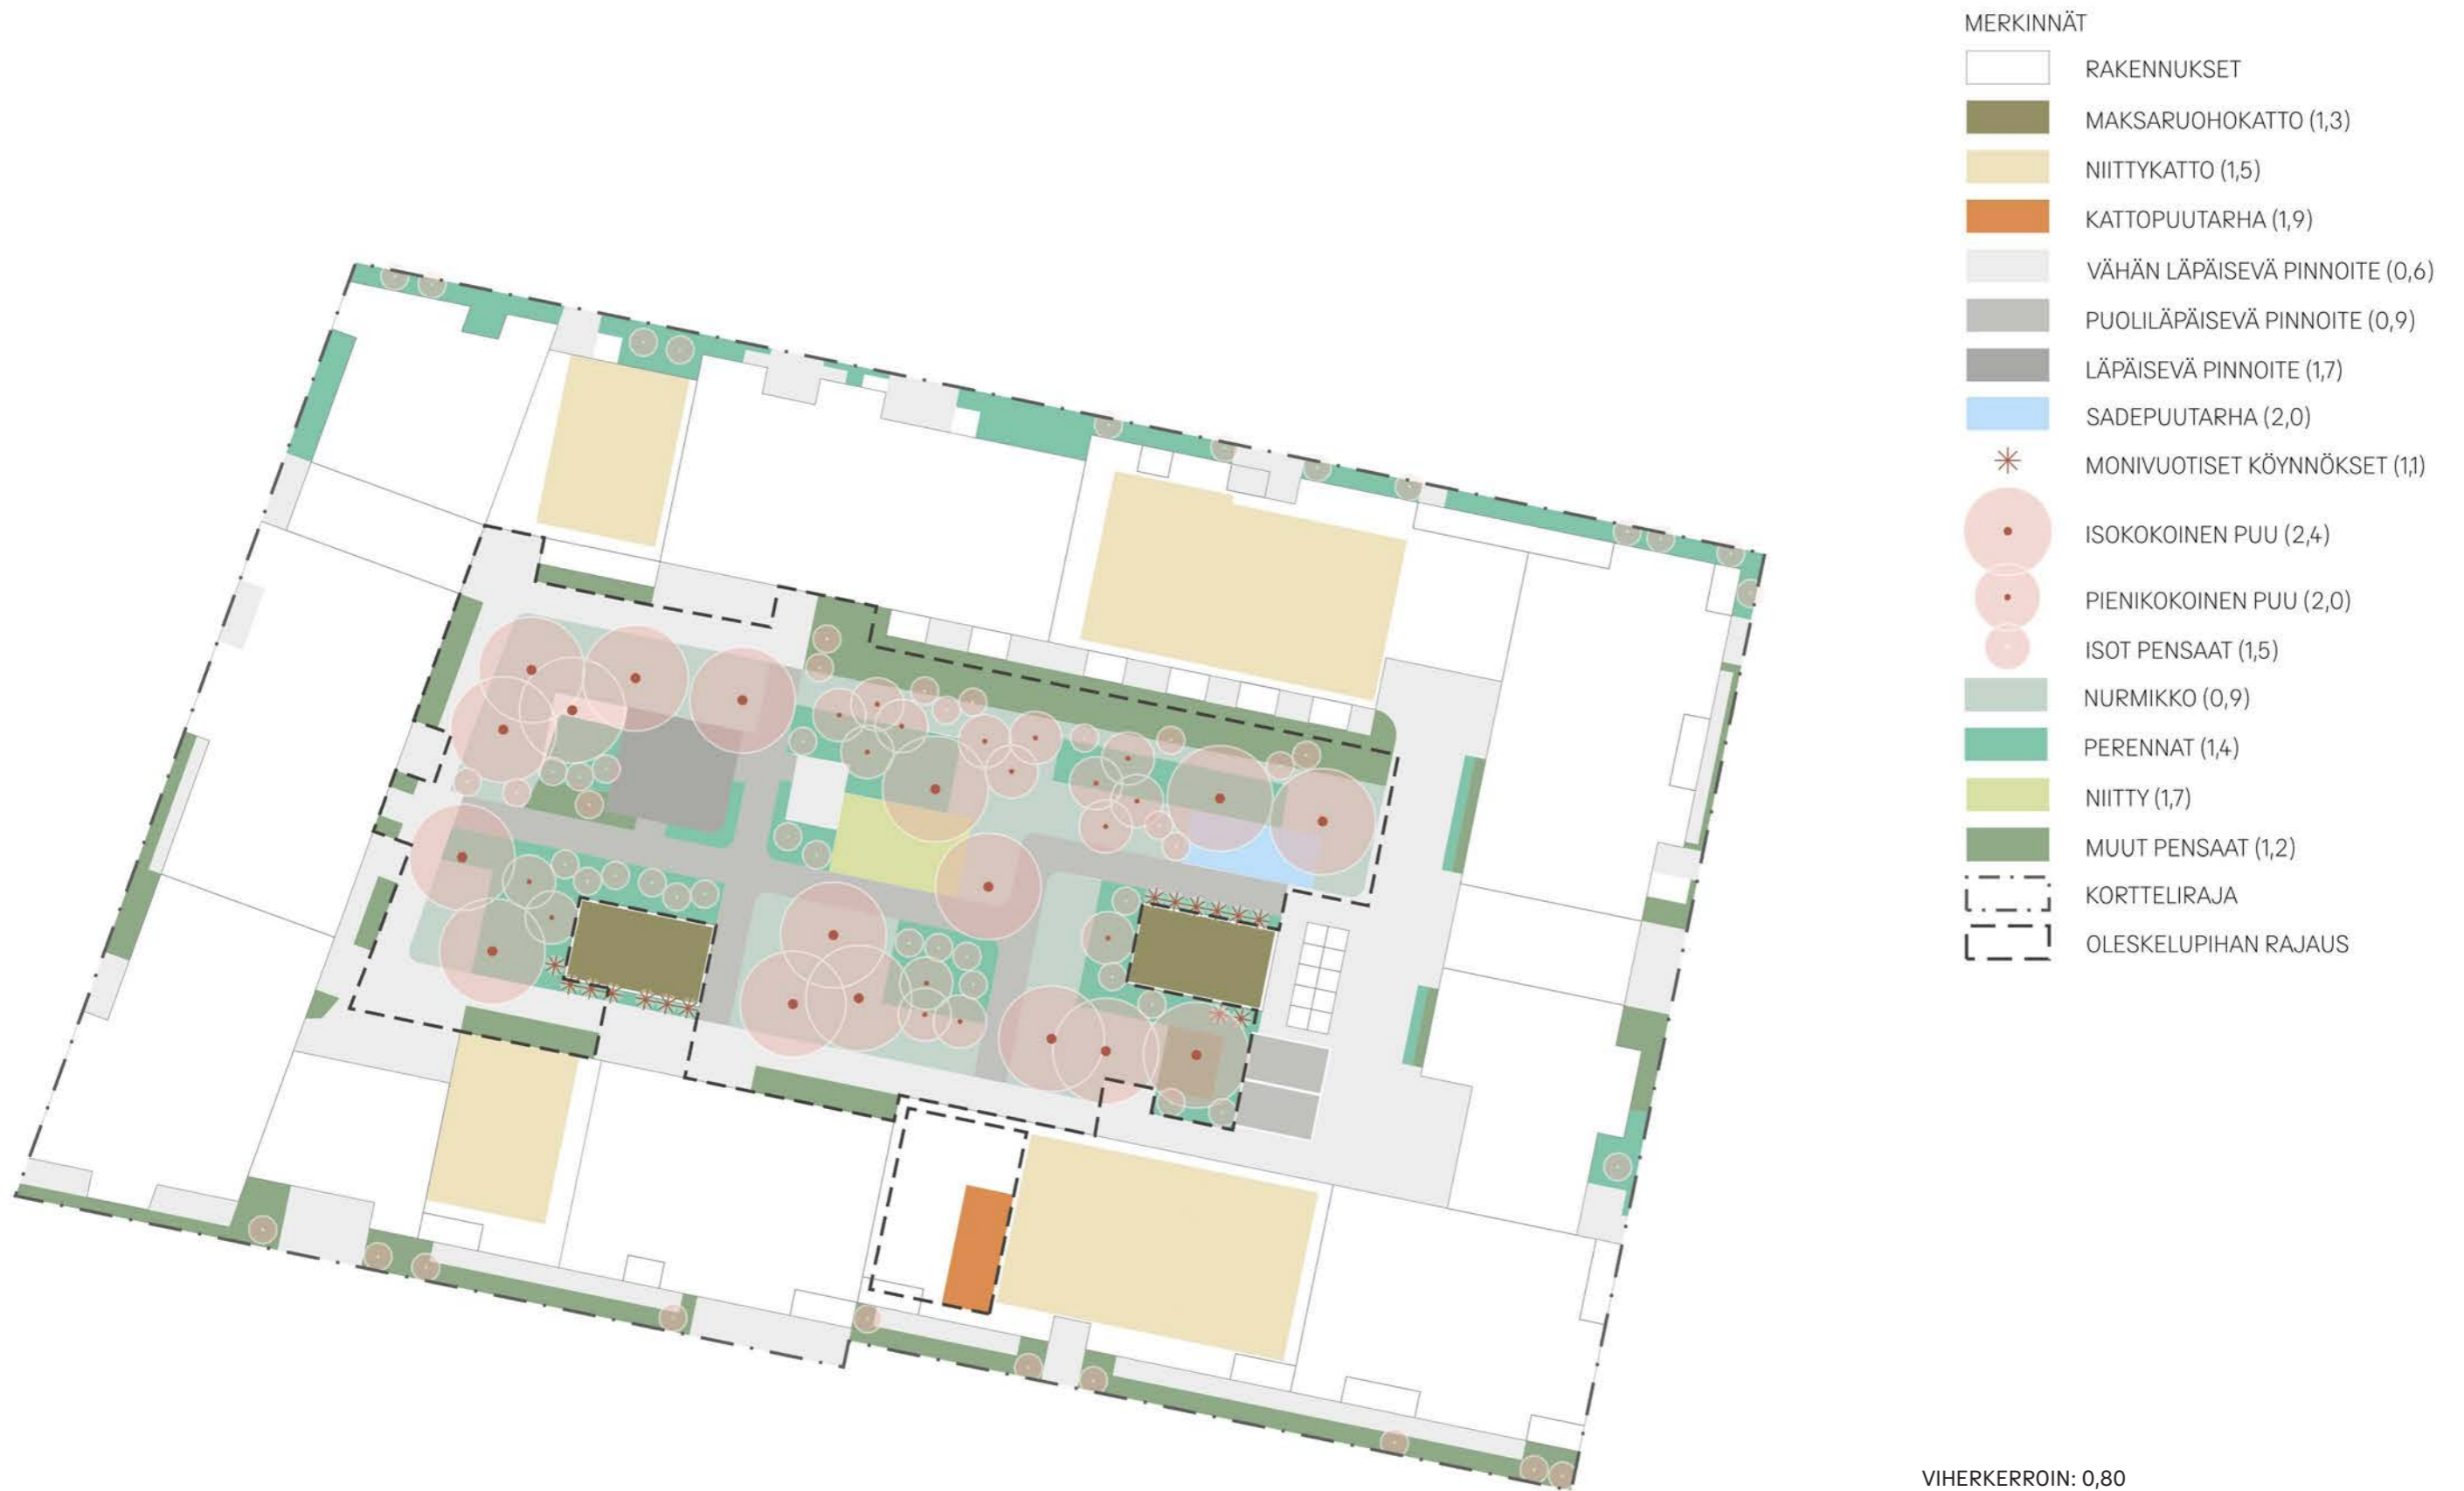 MERKINNÄT
RAKENNUKSET
MAKSARUOHOKATTO (1,3)
NIITTYKATTO (1,5)
KATTOPUUTARHA (1,9)
VÄHÄN LÄPÄISEVÄ PINNOITE (0,6)
PUOLILÄPÄISEVÄ PINNOITE (0,9)
LÄPÄISEVÄ PINNOITE (1,7)
SADEPUUTARHA (2,0)
MONIVUOTISET KÖYNNÖKSET (1,1)
ISOKOKOINEN PUU (2,4)
PIENIKOKOINEN PUU (2,0)
ISOT PENSAAT (1,5)
NURMIKKO (0,9)
PERENNAT (1,4)
NIITTY (1,7)
MUUT PENSAAT (1,2)
KORTTELIRAJA
OLESKELUPIHAN RAJAUS
VIHERKERROIN: 0,80